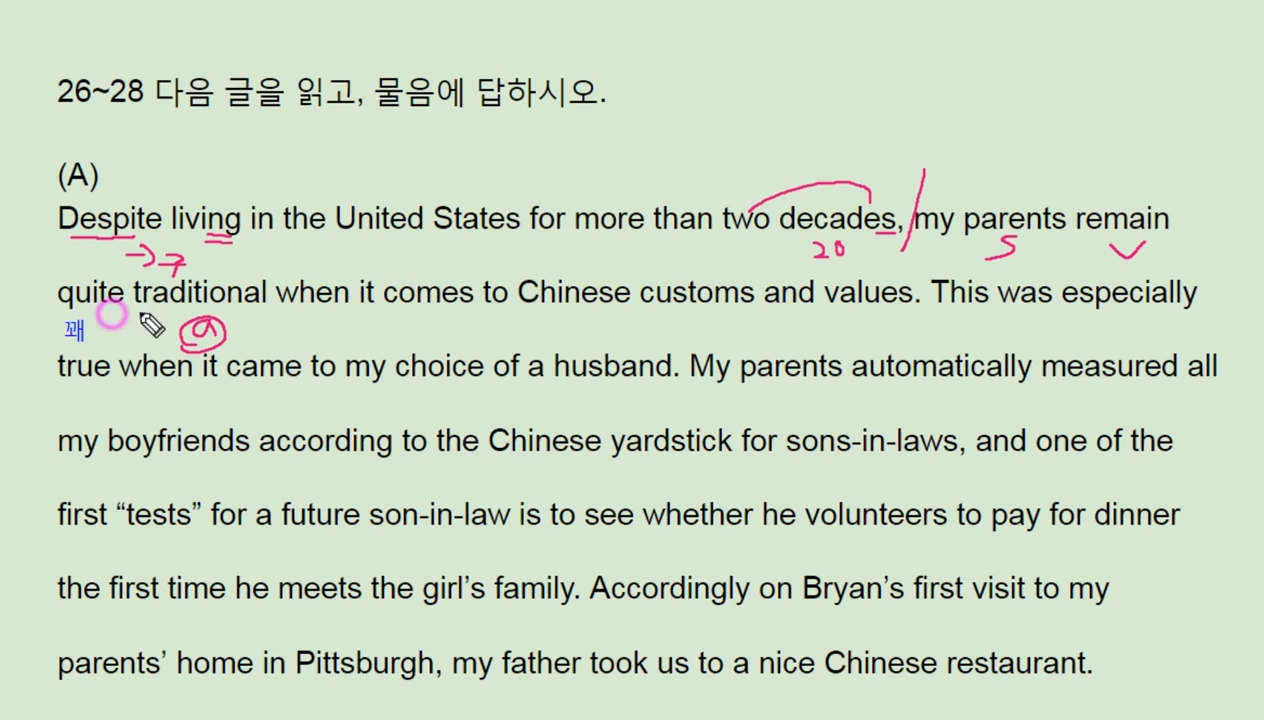 26~28 다음 글을 읽고, 물음에 답하시오.
(A)
Despite living in the United States for more than two decades, my parents remain
20 S V
quite traditional when it comes to Chinese customs and values. This was especially
꽤 a
true when it came to my choice of a husband. My parents automatically measured all
my boyfriends according to the Chinese yardstick for sons-in-laws, and one of the
first “tests” for a future son-in-law is to see whether he volunteers to pay for dinner
the first time he meets the girl’s family. Accordingly on Bryan’s first visit to my
parents’ home in Pittsburgh, my father took us to a nice Chinese restaurant.